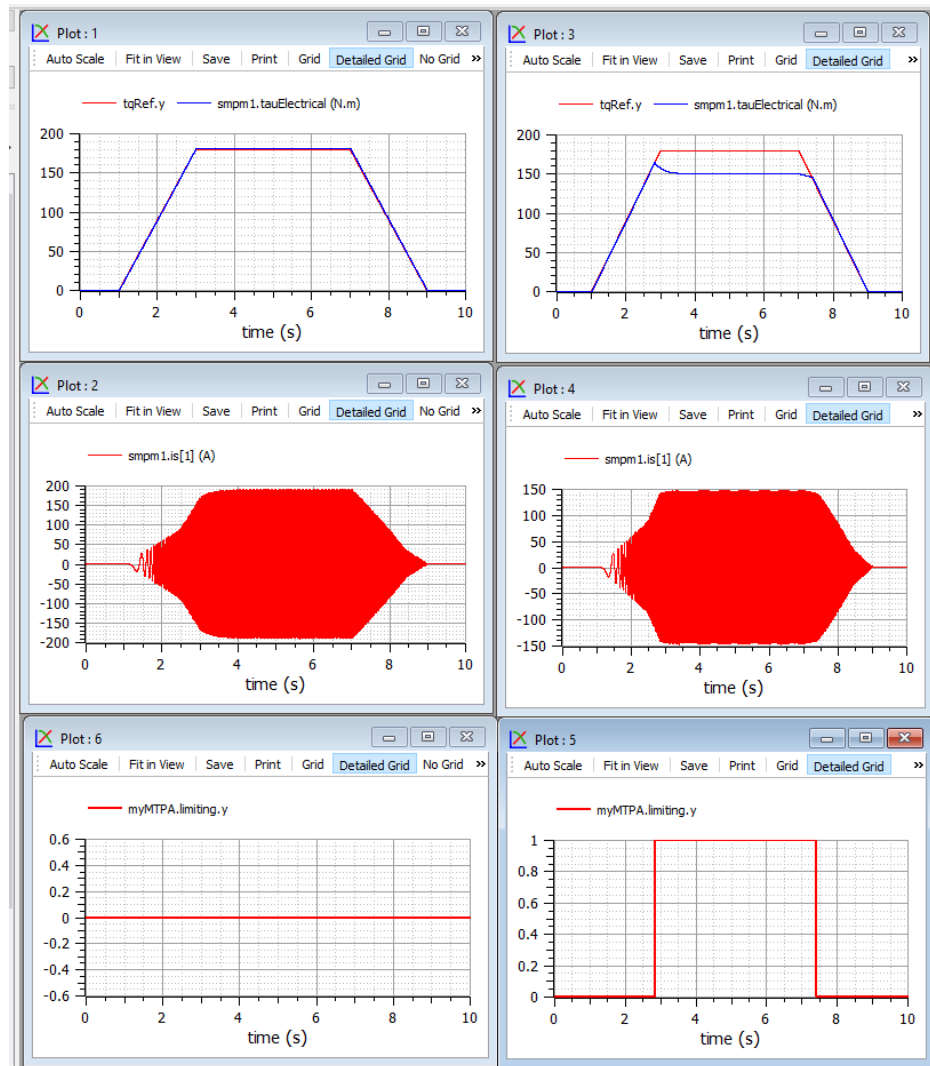 Plot : 1
Auto Scale Fit in View Save Print Grid Detailed Grid No Grid »
tqRef.y smpm1.tauElectrical (N.m)
200
150
100
50
0
0 2 4 6 8 10
time (s)
Plot : 3
Auto Scale Fit in View Save Print Grid Detailed Grid »
tqRef.y smpm1.tauElectrical (N.m)
200
150
100
50
0
0 2 4 6 8 10
time (s)
Plot : 2
Auto Scale Fit in View Save Print Grid Detailed Grid No Grid »
smpm1.is[1] (A)
200
150
100
50
0
-50
-100
-150
-200
0 2 4 6 8 10
time (s)
Plot : 4
Auto Scale Fit in View Save Print Grid Detailed Grid »
smpm1.is[1] (A)
150
100
50
0
-50
-100
-150
0 2 4 6 8 10
time (s)
Plot : 6
Auto Scale Fit in View Save Print Grid Detailed Grid No Grid »
myMTPA.limiting.y
0.6
0.4
0.2
0
-0.2
-0.4
-0.6
0 2 4 6 8 10
time (s)
Plot : 5
Auto Scale Fit in View Save Print Grid Detailed Grid »
myMTPA.limiting.y
1
0.8
0.6
0.4
0.2
0
0 2 4 6 8 10
time (s)